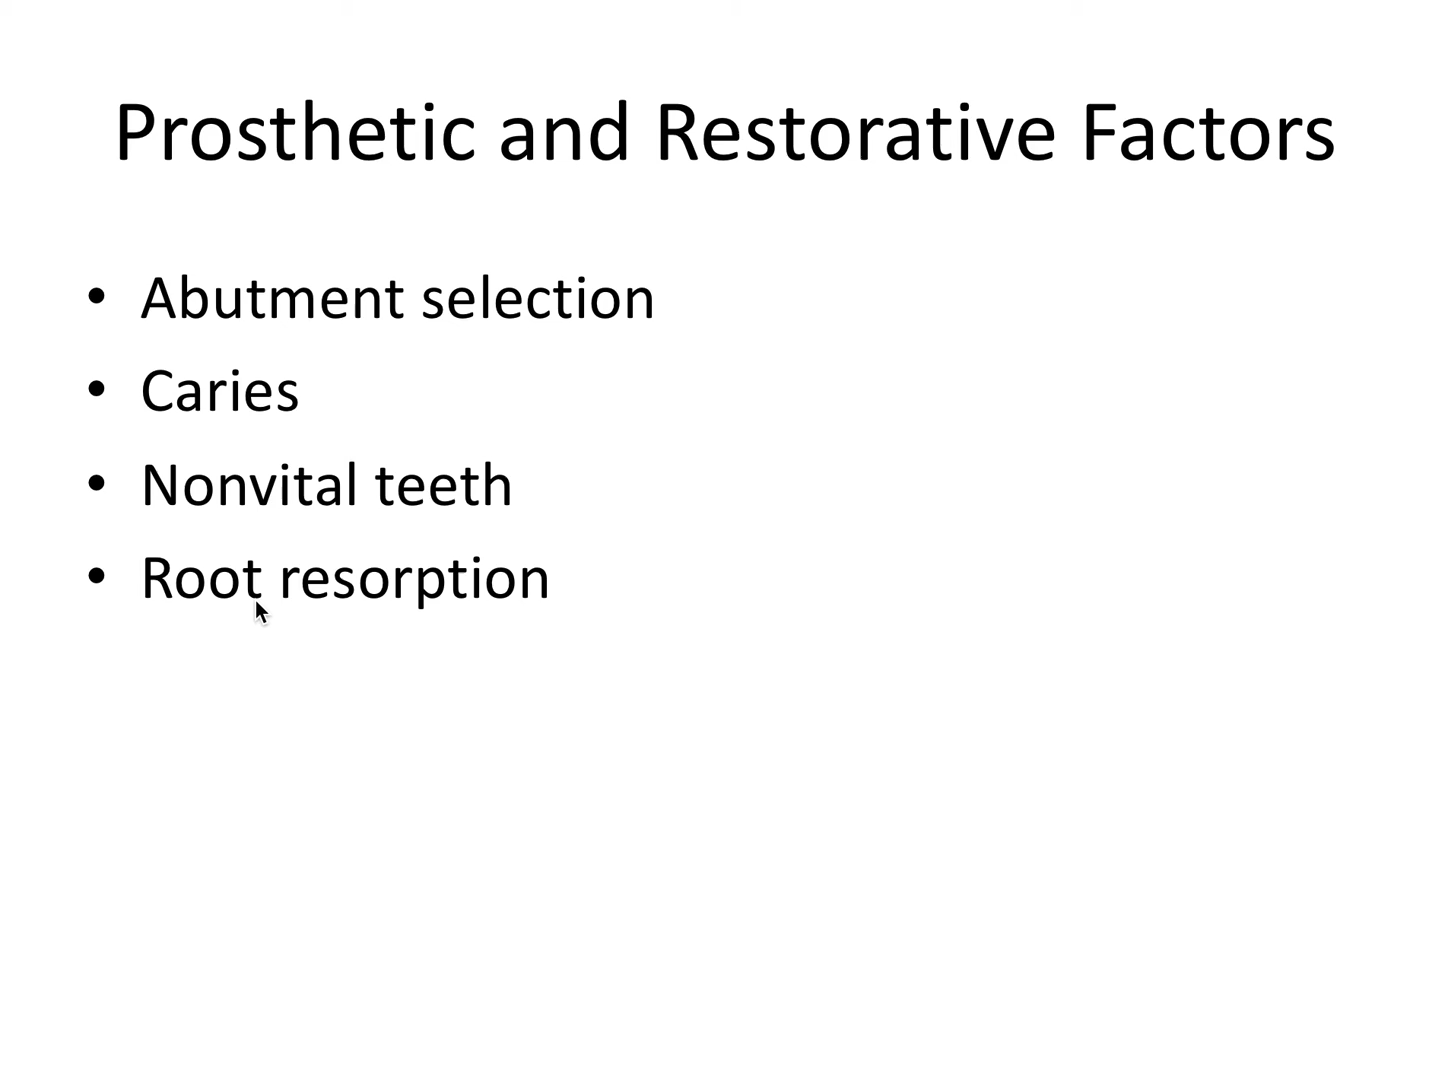 Prosthetic and Restorative Factors
• Abutment selection
• Caries
• Nonvital teeth
• Root resorption